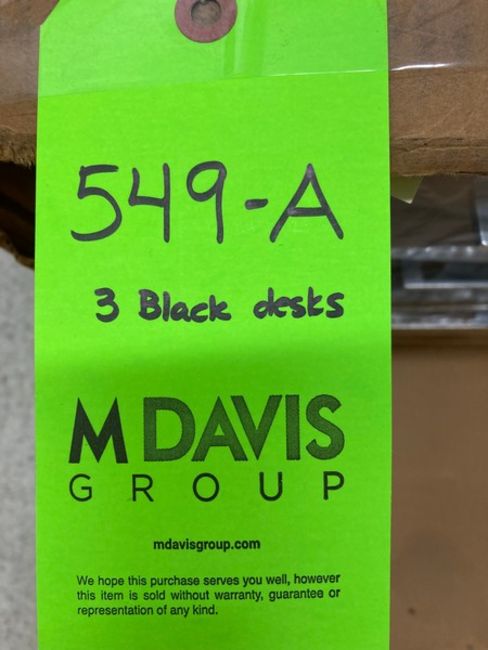 549-A
3 Black desks
M DAVIS
GROUP
mdavisgroup.com
We hope this purchase serves you well, however
this item is sold without warranty, guarantee or
representation of any kind.